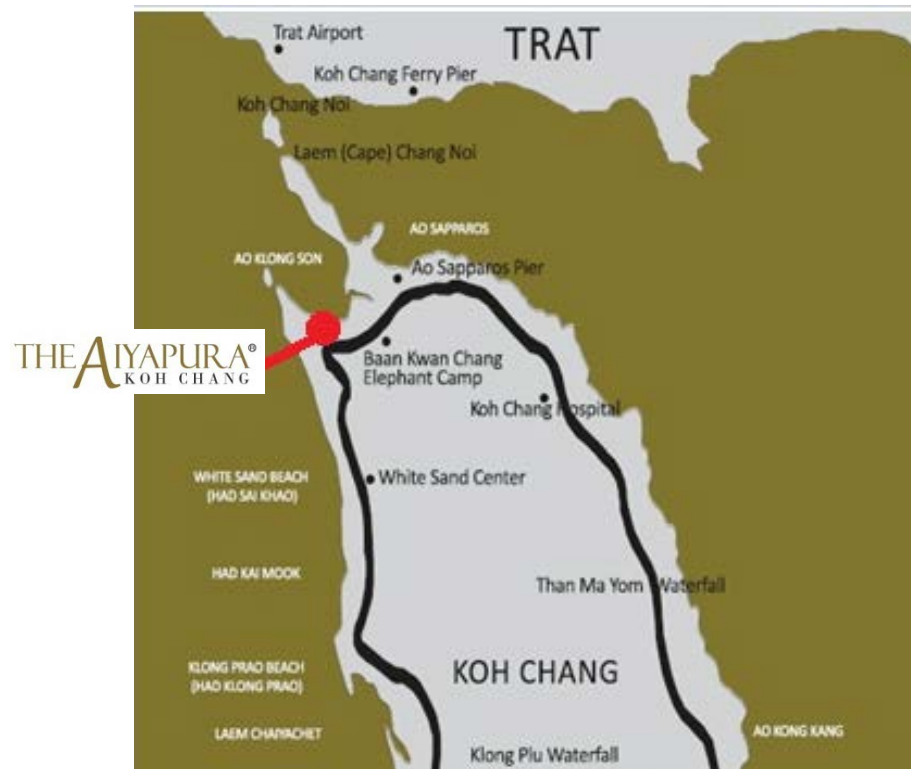 Trat Airport
TRAT
Koh Chang Ferry Pier
Koh Chang Noi
Laem (Cape) Chang Noi
AO SAPPAROS
AO KLONG SON
Ao Sapparos Pier
THE AIYAPURA®
KOH CHANG
Baan Kwan Chang
Elephant Camp
Koh Chang Hospital
WHITE SAND BEACH
(HAD SAI KHAO)
White Sand Center
HAD KAI MOOK
Than Ma Yom Waterfall
KLONG PRAO BEACH
(HAD KLONG PRAO)
KOH CHANG
LAEM CHAIYACHET
AO KONG KANG
Klong Plu Waterfall